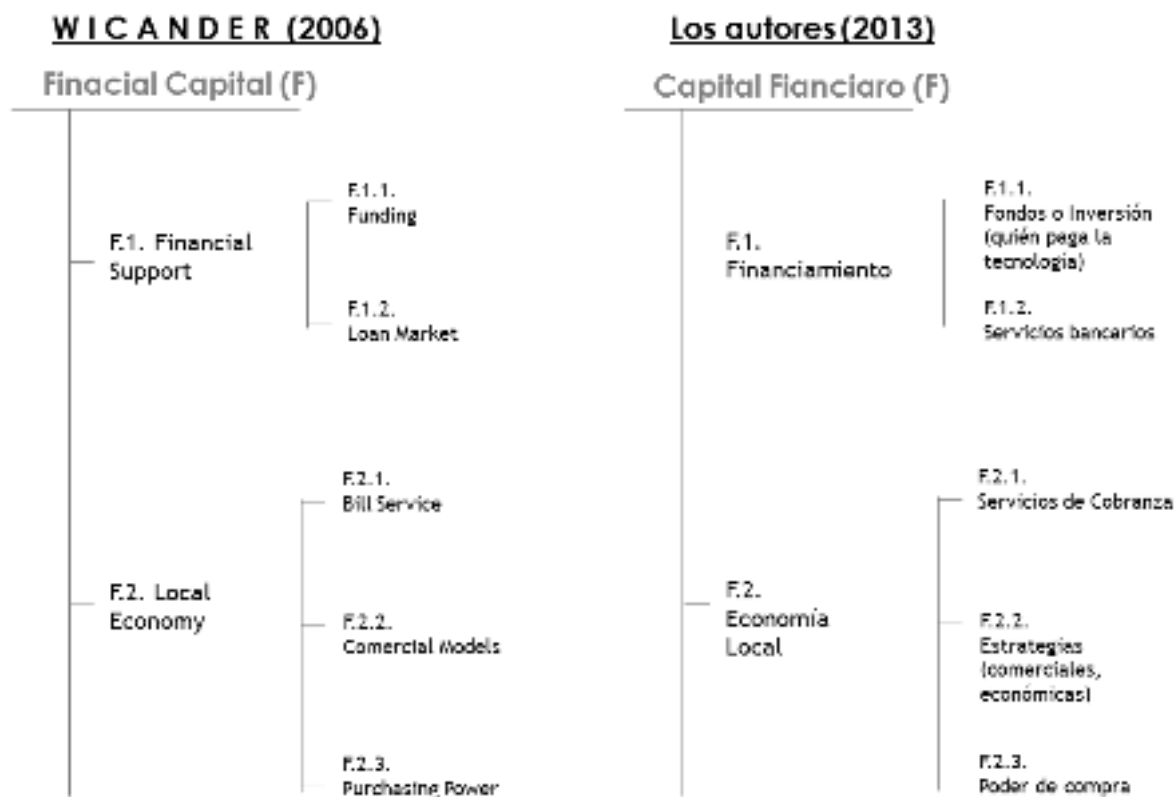 WICANDER (2006)
Finacial Capital (F)
F.1. Financial
Support
F.1.1.
Funding
F.1.2.
Loan Market
F.2. Local
Economy
F.2.1.
Bill Service
F.2.2.
Comercial Models
F.2.3.
Purchasing Power
Los autores (2013)
Capital Fianciaro (F)
F.1.
Financiamiento
F.1.1.
Fondos o Inversión
(quién paga la
tecnologia)
F.1.2.
Servicios bancarios
F.2.
Economía
Local
F.2.1.
Servicios de Cobranza
F.2.2.
Estrategias
(comerciales,
económicas)
F.2.3.
Poder de compra